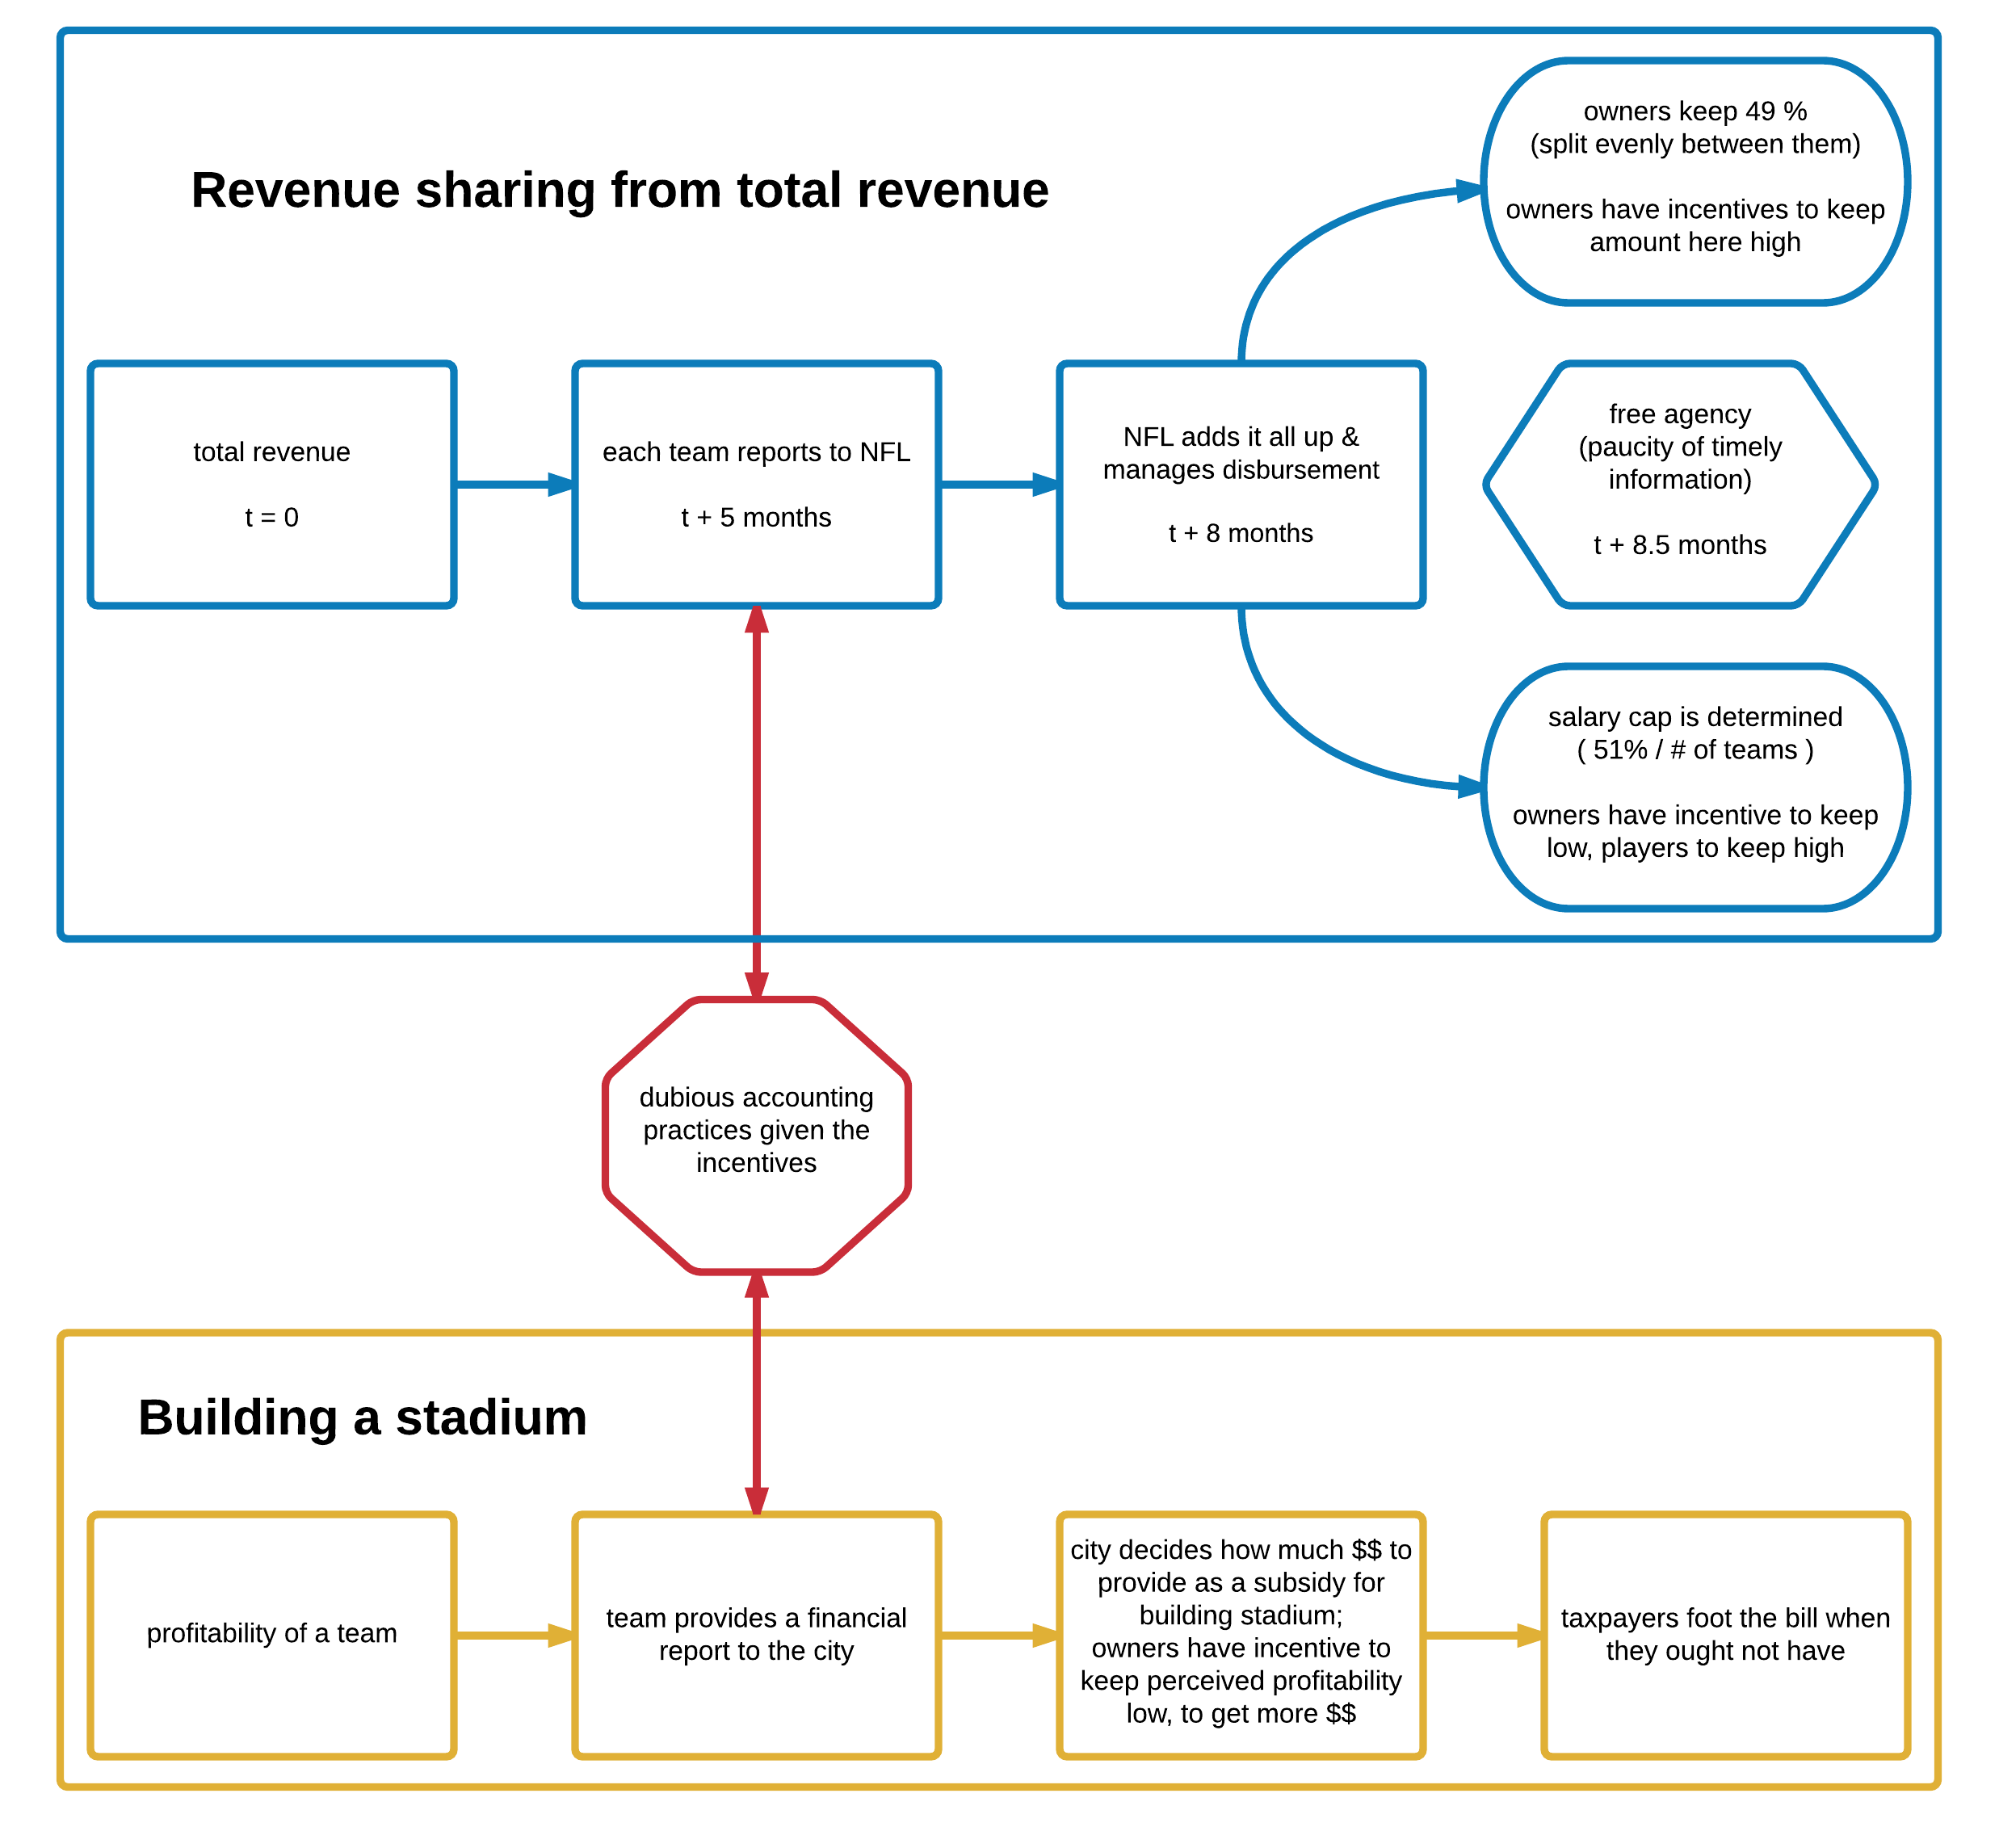 Revenue sharing from total revenue
owners keep 49 %
(split evenly between them)
owners have incentives to keep
amount here high
total revenue
t = 0
each team reports to NFL
t + 5 months
NFL adds it all up &
manages disbursement
t + 8 months
free agency
(paucity of timely
information)
t + 8.5 months
salary cap is determined
( 51% / # of teams )
owners have incentive to keep
low, players to keep high
dubious accounting
practices given the
incentives
Building a stadium
profitability of a team
team provides a financial
report to the city
city decides how much $$ to
provide as a subsidy for
building stadium;
owners have incentive to
keep perceived profitability
low, to get more $$
taxpayers foot the bill when
they ought not have